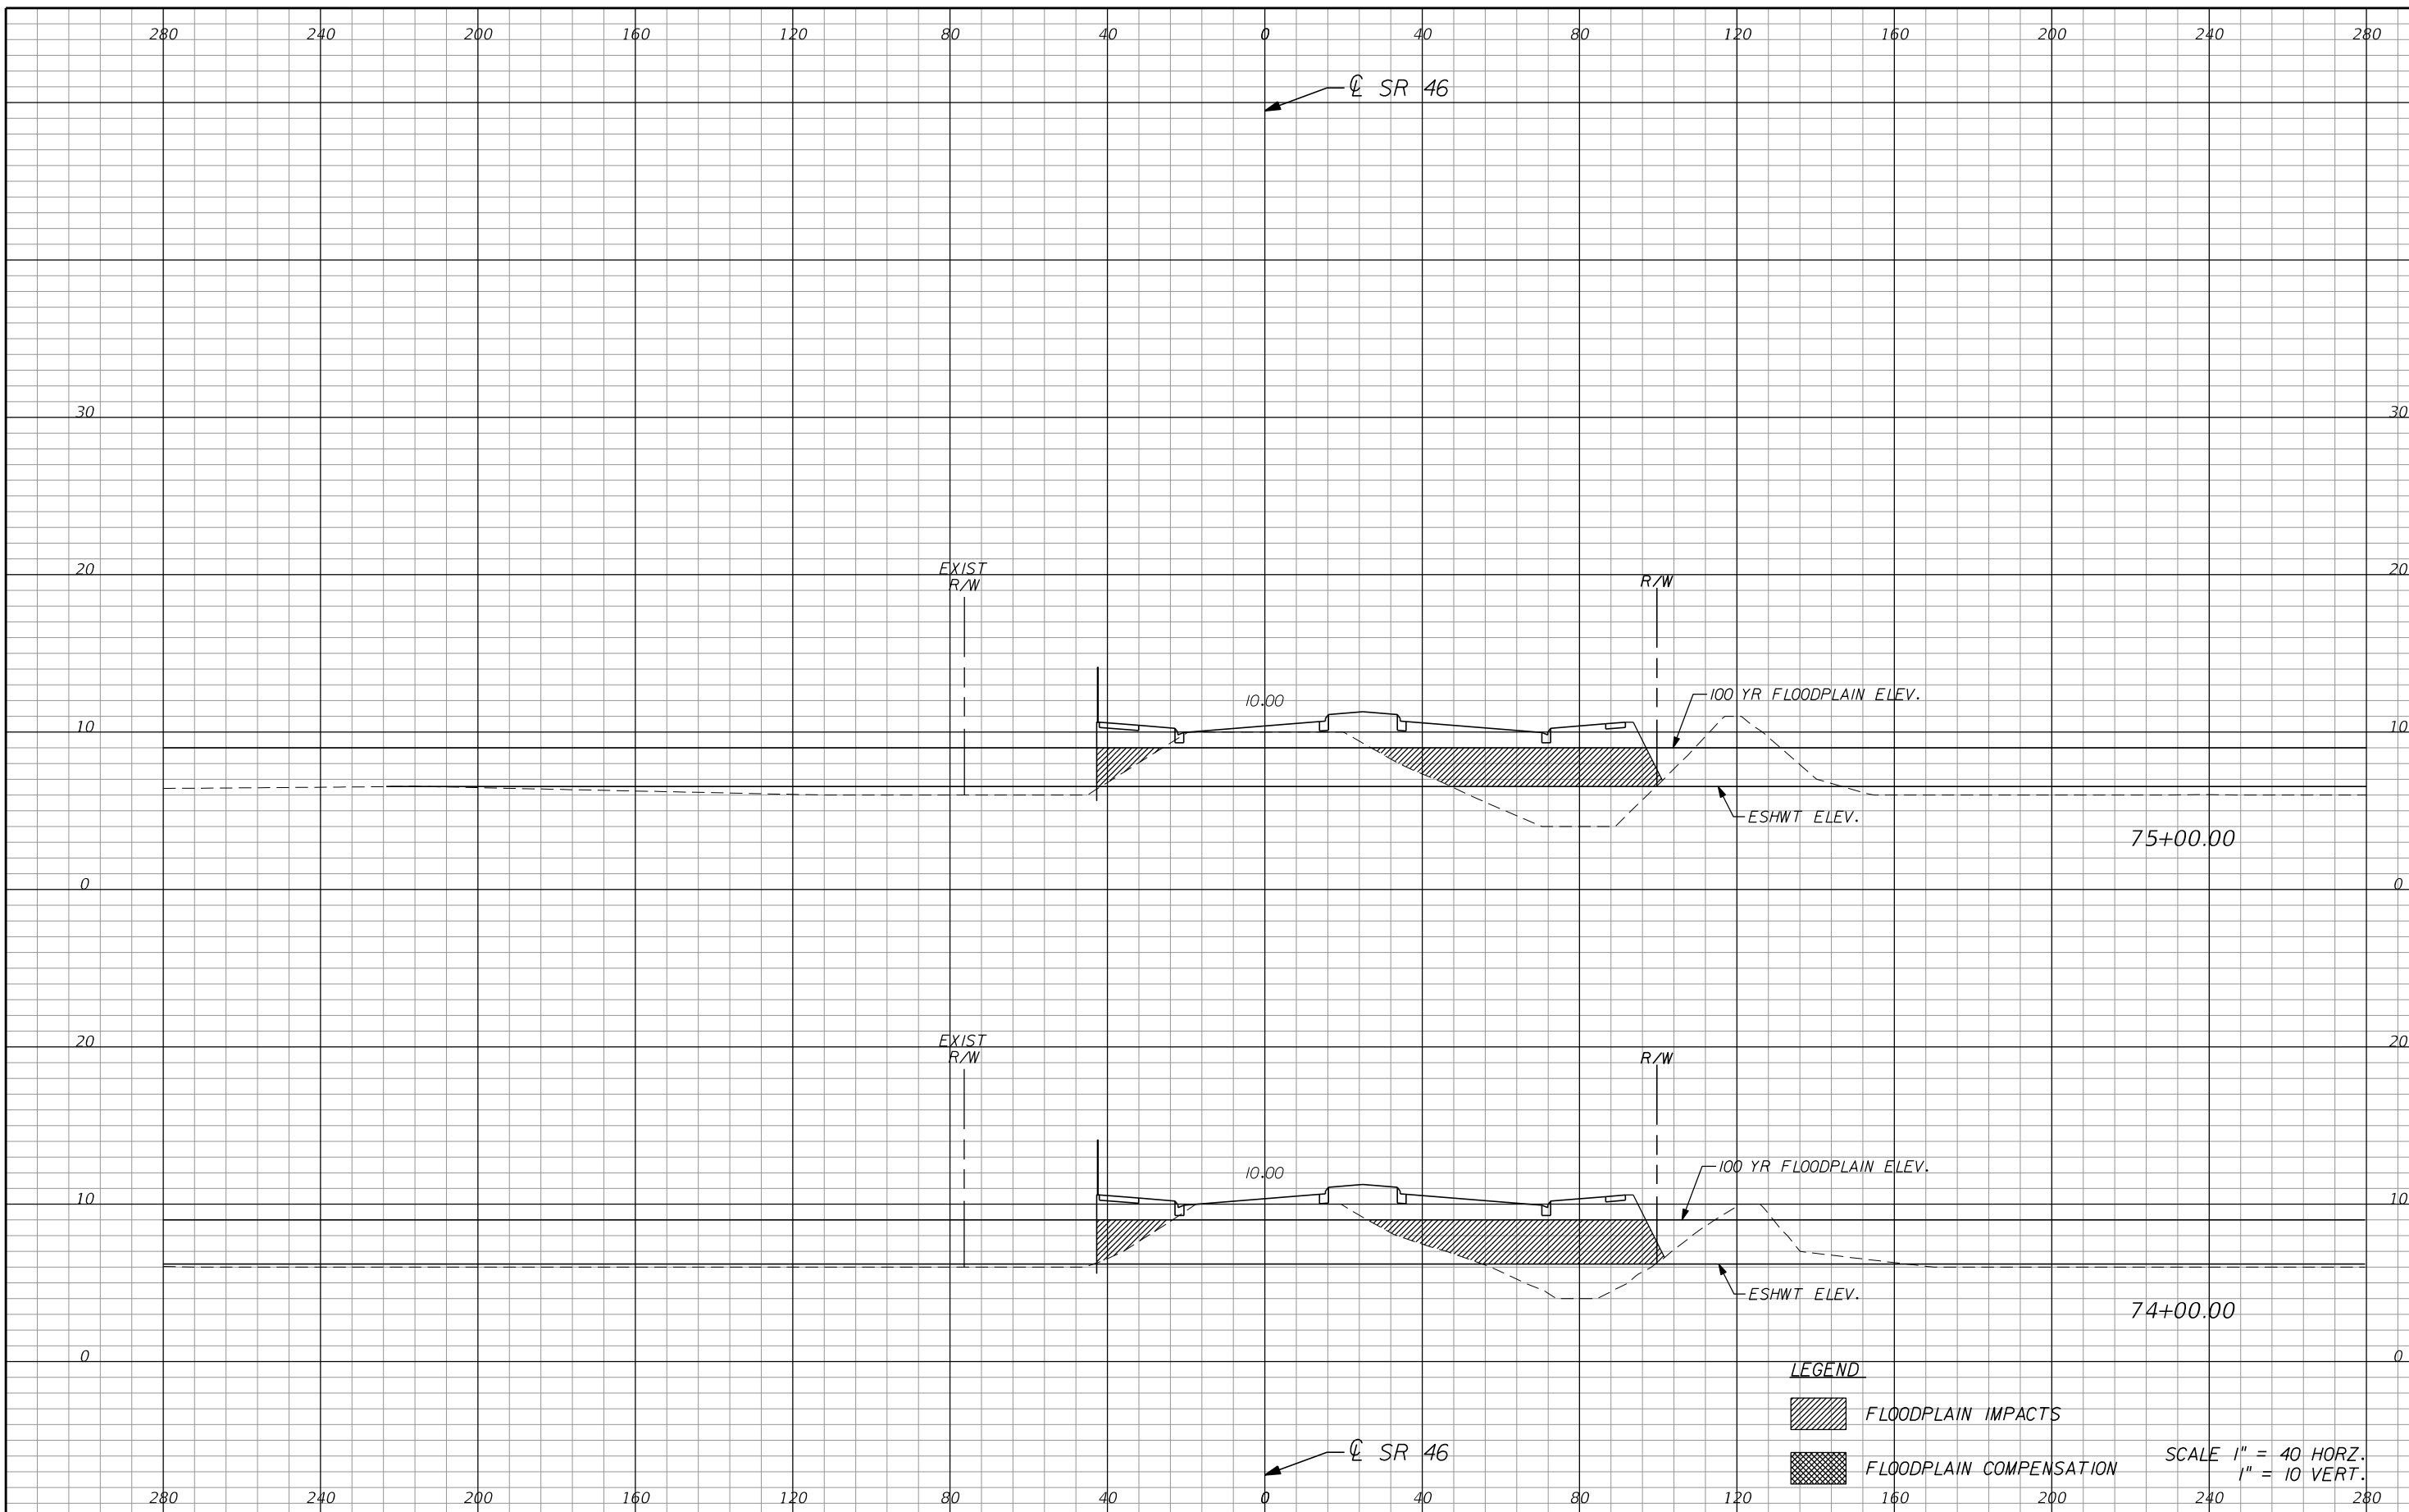 280 240 200 160 120 80 40 0 40 80 120 160 200 240 280
℄ SR 46
30 30
20 20
EXIST
R/W
R/W
100 YR FLOODPLAIN ELEV.
10.00
10 10
ESHWT ELEV.
75+00.00
0 0
20 20
EXIST
R/W
R/W
100 YR FLOODPLAIN ELEV.
10.00
10 10
ESHWT ELEV.
74+00.00
0 0
LEGEND
FLOODPLAIN IMPACTS
℄ SR 46
FLOODPLAIN COMPENSATION
SCALE 1" = 40 HORZ.
1" = 10 VERT.
280 240 200 160 120 80 40 0 40 80 120 160 200 240 280